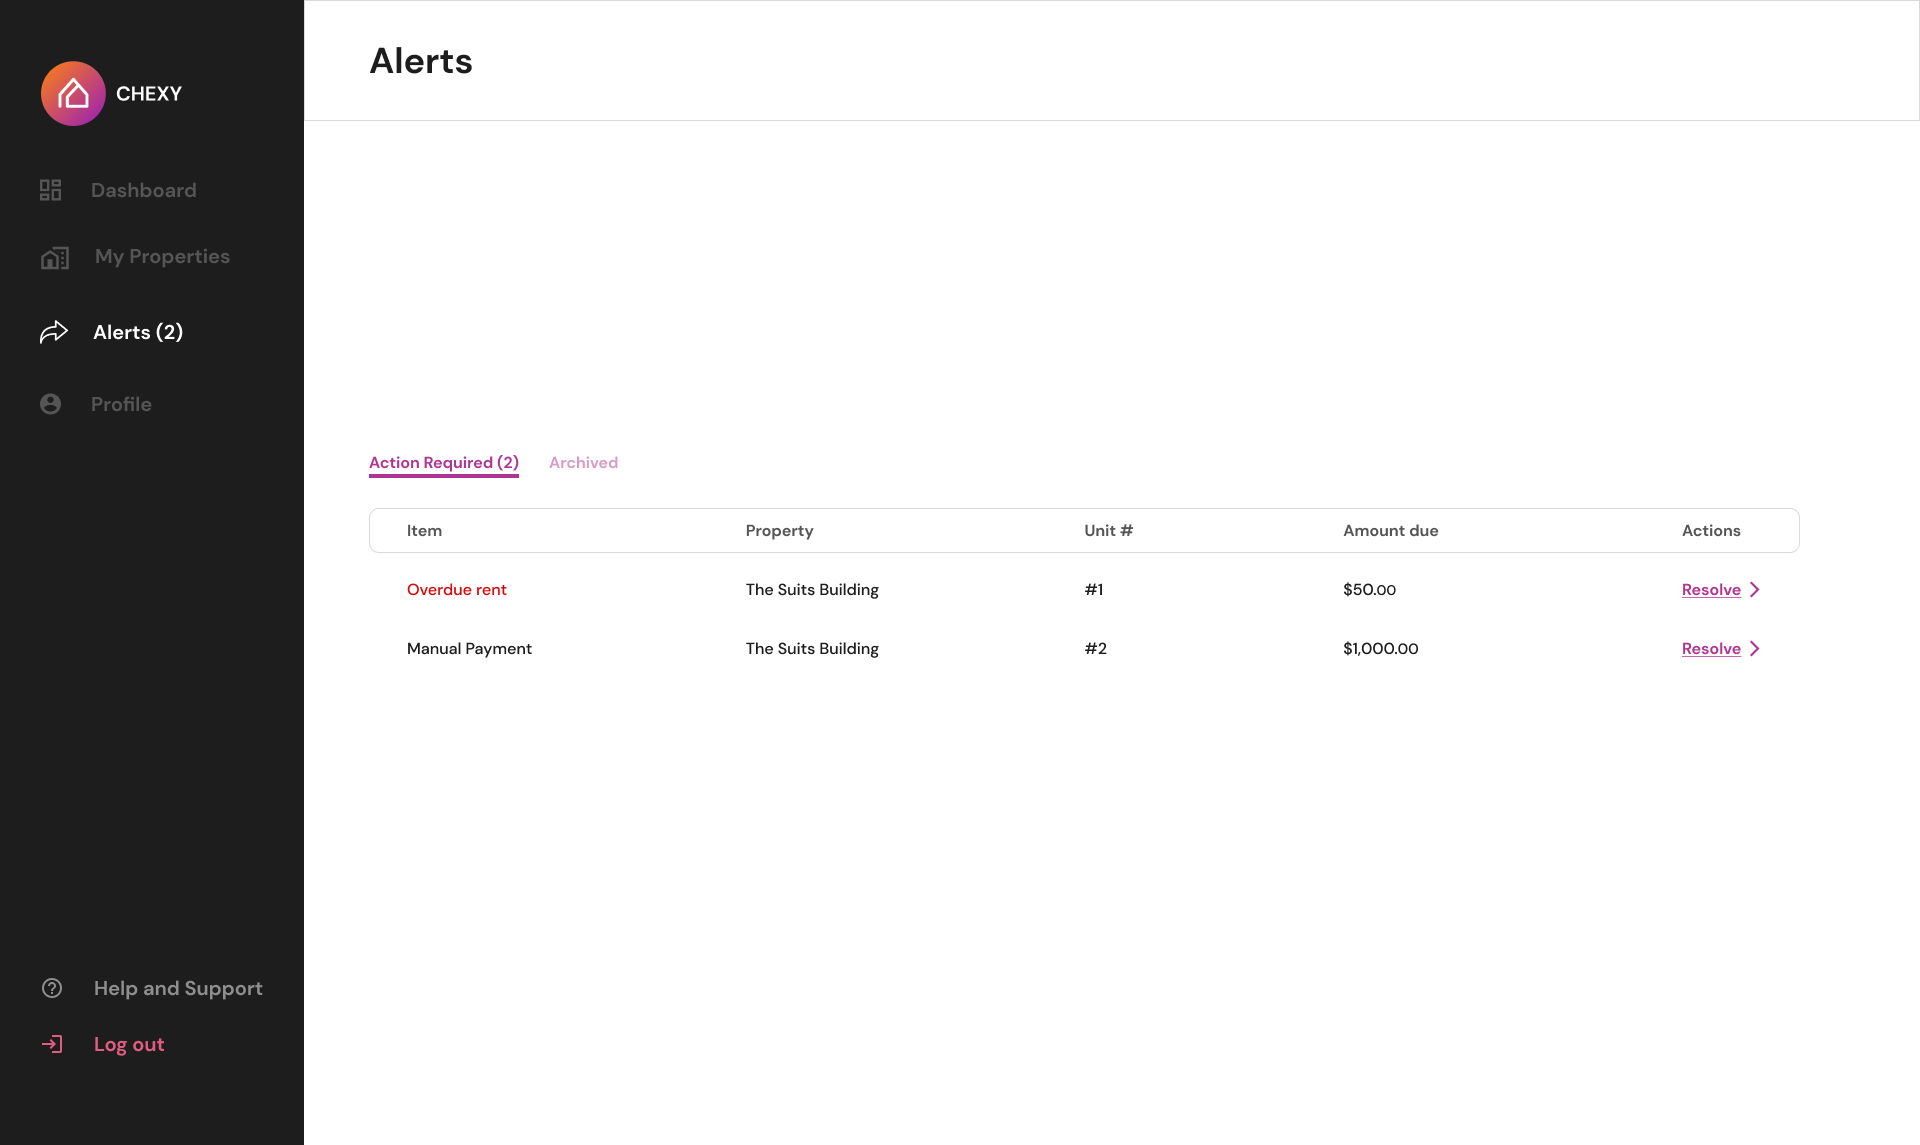 CHEXY
Dashboard
My Properties
Alerts (2)
Profile
Help and Support
Log out
Alerts
Action Required (2) Archived
Item Property Unit # Amount due Actions
Overdue rent The Suits Building #1 $50.00 Resolve
Manual Payment The Suits Building #2 $1,000.00 Resolve